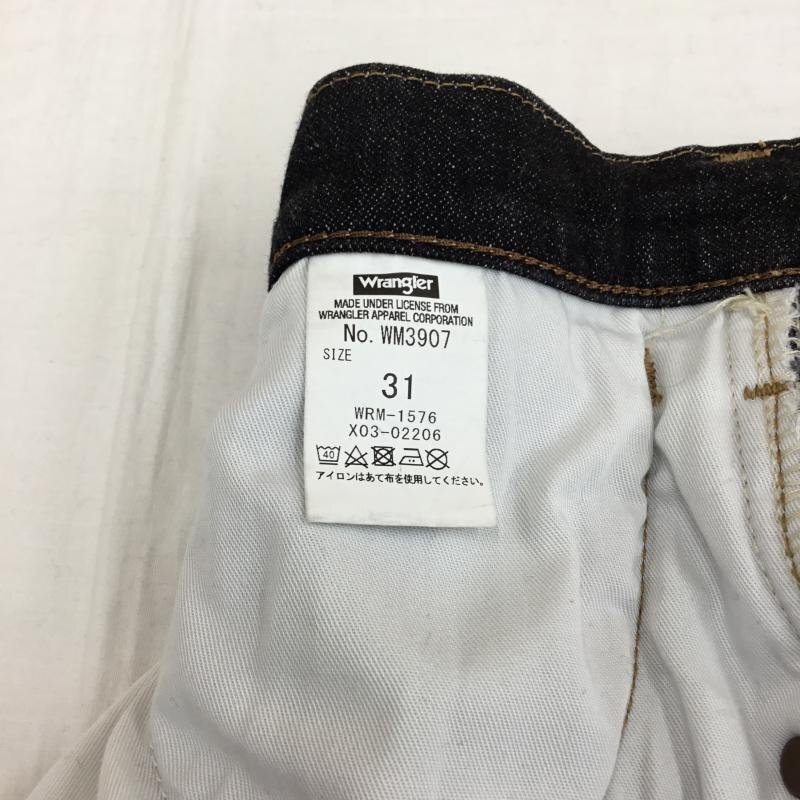 Wrangler
MADE UNDER LICENSE FROM
WRANGLER APPAREL CORPORATION
No. WM3907
SIZE
31
WRM-1576
X03-02206
40
アイロンはあて布を使用してください。